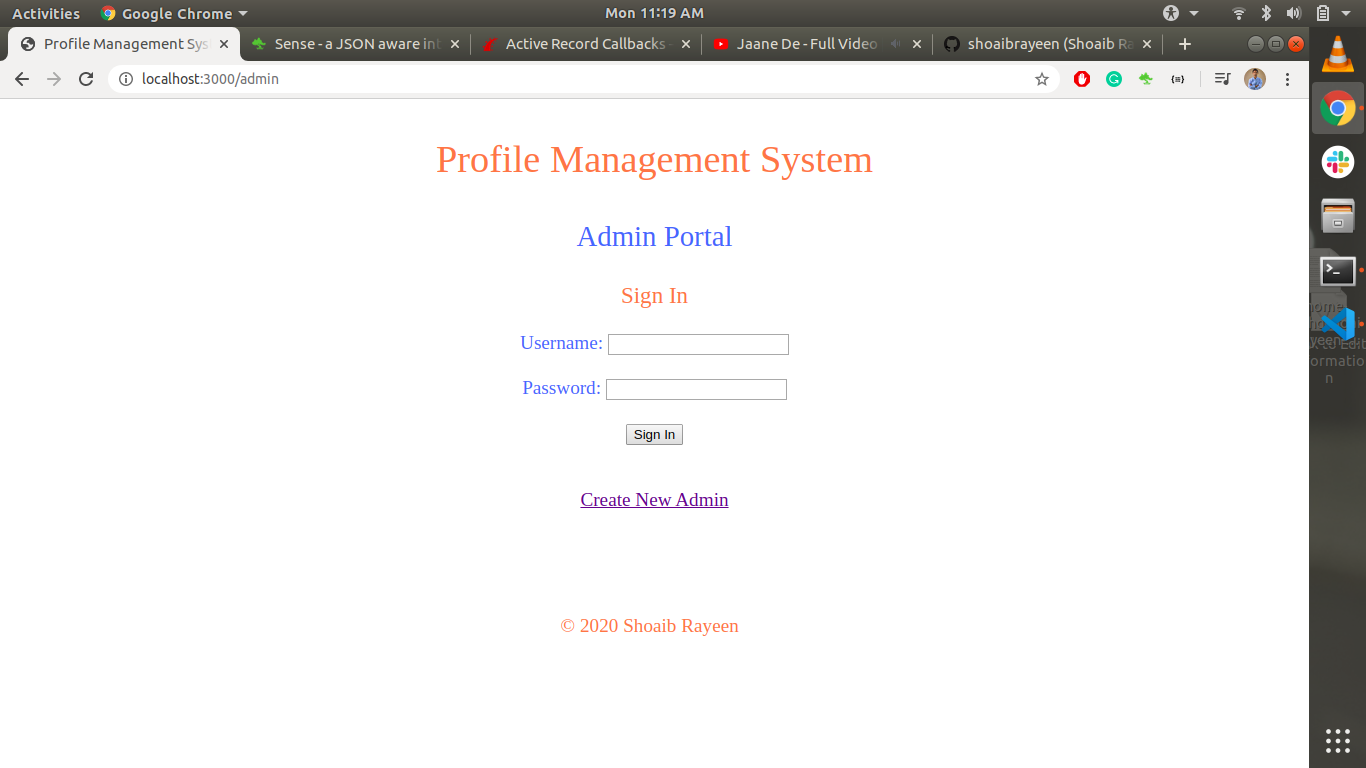 Activities Google Chrome Mon 11:19 AM
Profile Management Sys Sense - a JSON aware int Active Record Callbacks Jaane De - Full Video shoaibrayeen (Shoaib Ra
localhost:3000/admin
Profile Management System
Admin Portal
Sign In
Username:
Password:
Sign In
Create New Admin
© 2020 Shoaib Rayeen